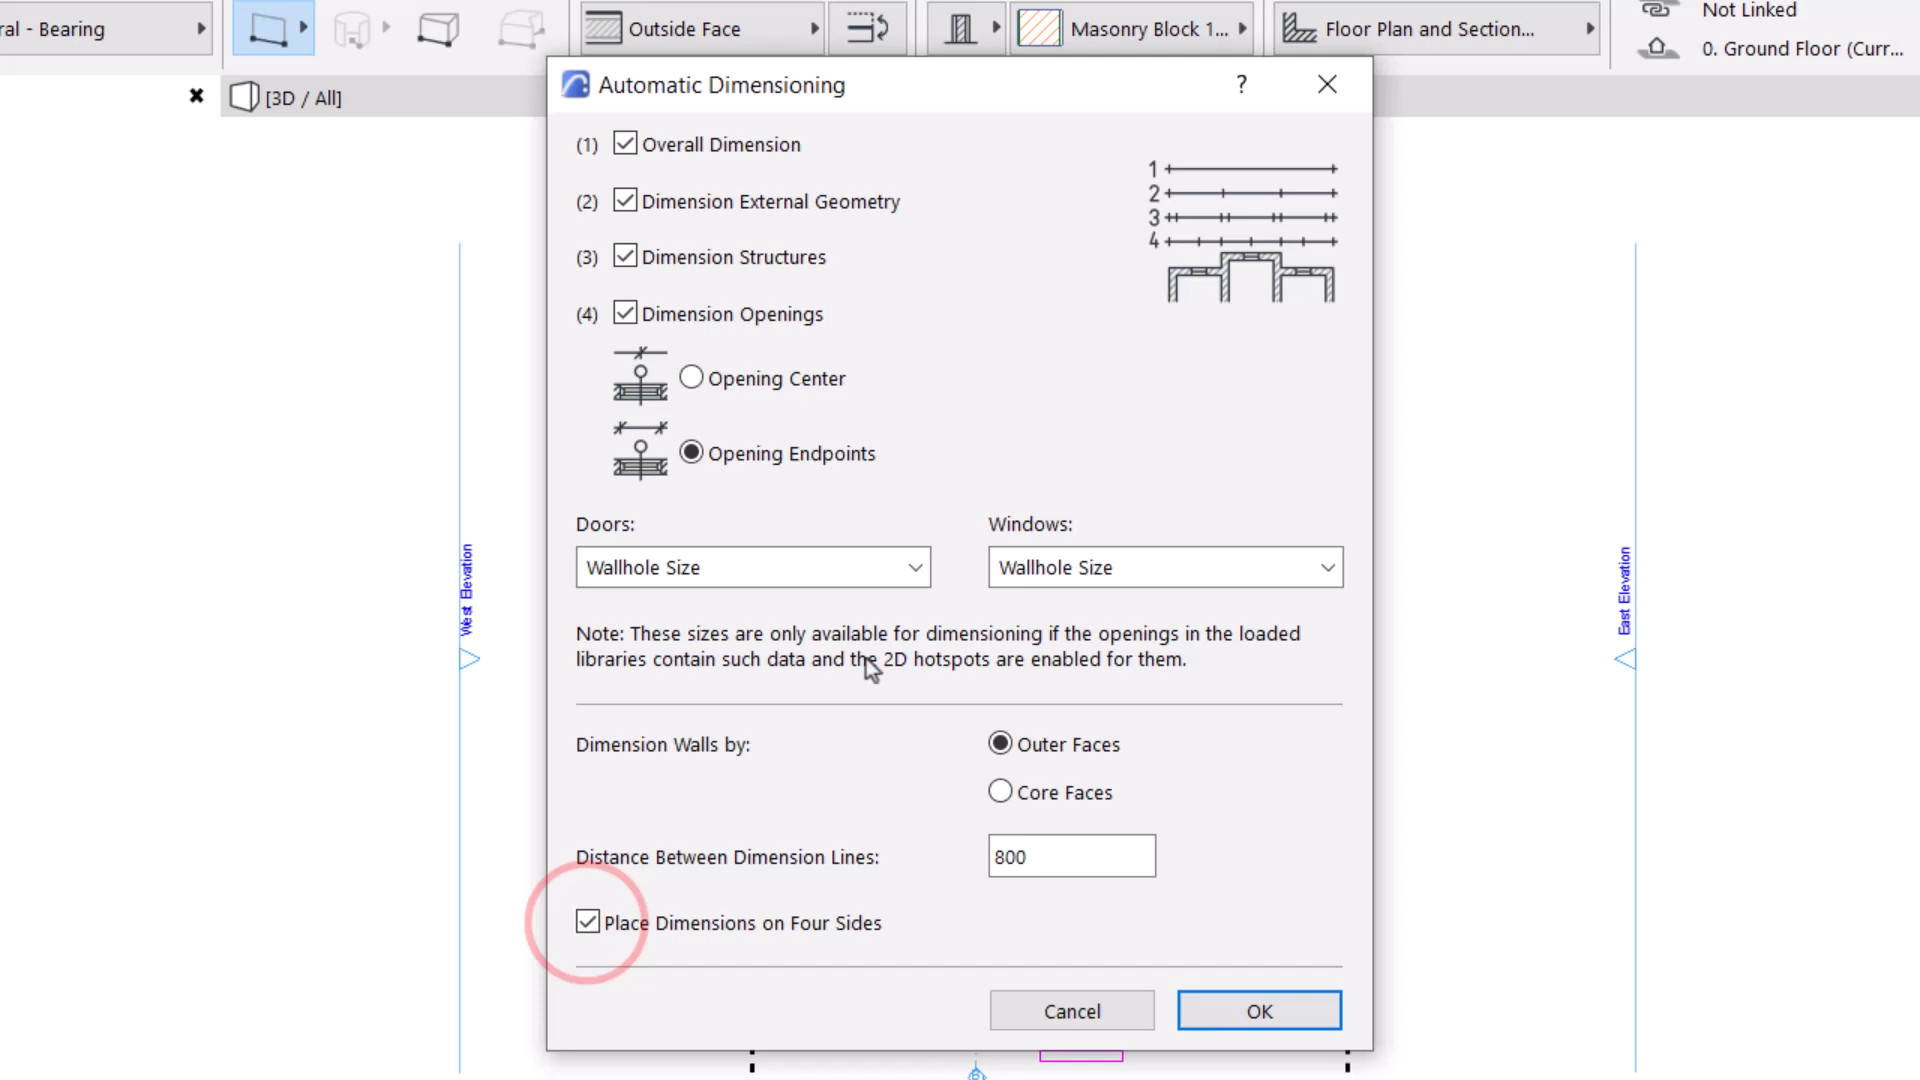 ral - Bearing
Outside Face
Masonry Block 1...
Floor Plan and Section...
Not Linked
0. Ground Floor (Curr...
[3D / All]
Automatic Dimensioning
?
(1) Overall Dimension
(2) Dimension External Geometry
(3) Dimension Structures
(4) Dimension Openings
1
2
3
4
Opening Center
Opening Endpoints
Doors:
Windows:
Wallhole Size
Wallhole Size
Note: These sizes are only available for dimensioning if the openings in the loaded
libraries contain such data and the 2D hotspots are enabled for them.
Dimension Walls by:
Outer Faces
Core Faces
Distance Between Dimension Lines:
800
Place Dimensions on Four Sides
Cancel
OK
West Elevation
East Elevation